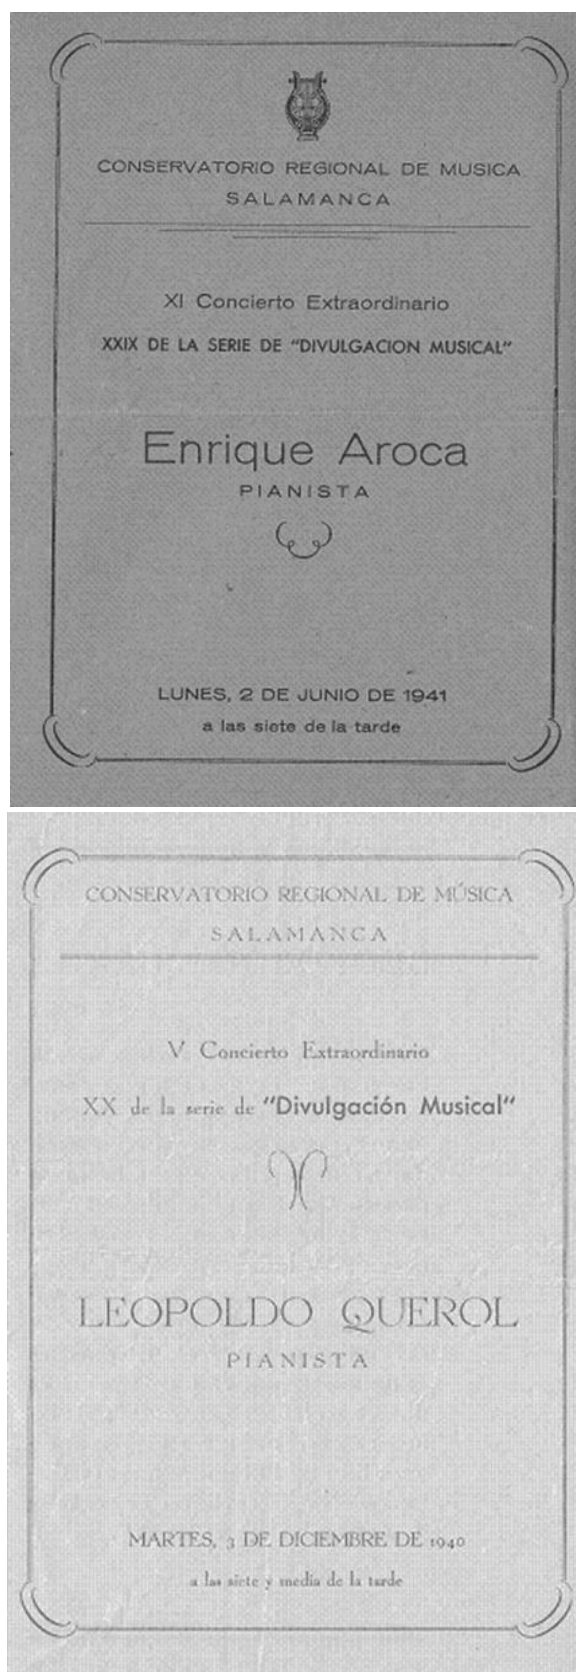 CONSERVATORIO REGIONAL DE MUSICA
SALAMANCA
XI Concierto Extraordinario
XXIX DE LA SERIE DE "DIVULGACION MUSICAL"
Enrique Aroca
PIANISTA
LUNES, 2 DE JUNIO DE 1941
a las siete de la tarde
CONSERVATORIO REGIONAL DE MÚSICA
SALAMANCA
V Concierto Extraordinario
XX de la serie de "Divulgación Musical"
LEOPOLDO QUEROL
PIANISTA
MARTES, 3 DE DICIEMBRE DE 1940
a las siete y media de la tarde